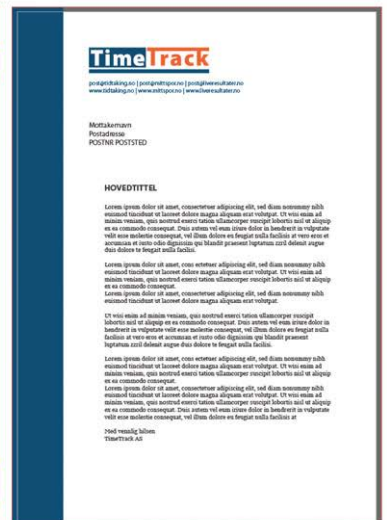 TimeTrack
post@tidtaking.no | post@mittspor.no | post@liveresultater.no
www.tidtaking.no | www.mittspor.no | www.liveresultater.no
Mottakernavn
Postadresse
POSTNR POSTSTED
HOVEDTITTEL
Lorem ipsum dolor sit amet, consectetuer adipiscing elit, sed diam nonummy nibh
euismod tincidunt ut laoreet dolore magna aliquam erat volutpat. Ut wisi enim ad
minim veniam, quis nostrud exerci tation ullamcorper suscipit lobortis nisl ut aliquip
ex ea commodo consequat. Duis autem vel eum iriure dolor in hendrerit in vulputate
velit esse molestie consequat, vel illum dolore eu feugiat nulla facilisis at vero eros et
accumsan et iusto odio dignissim qui blandit praesent luptatum zzril delenit augue
duis dolore te feugait nulla facilisi.
Lorem ipsum dolor sit amet, cons ectetuer adipiscing elit, sed diam nonummy nibh
euismod tincidunt ut laoreet dolore magna aliquam erat volutpat. Ut wisi enim ad
minim veniam, quis nostrud exerci tation ullamcorper suscipit lobortis nisl ut aliquip
ex ea commodo consequat.
Lorem ipsum dolor sit amet, consectetuer adipiscing elit, sed diam nonummy nibh
euismod tincidunt ut laoreet dolore magna aliquam erat volutpat.
Ut wisi enim ad minim veniam, quis nostrud exerci tation ullamcorper suscipit
lobortis nisl ut aliquip ex ea commodo consequat. Duis autem vel eum iriure dolor in
hendrerit in vulputate velit esse molestie consequat, vel illum dolore eu feugiat nulla
facilisis at vero eros et accumsan et iusto odio dignissim qui blandit praesent
luptatum zzril delenit augue duis dolore te feugait nulla facilisi.
Lorem ipsum dolor sit amet, cons ectetuer adipiscing elit, sed diam nonummy nibh
euismod tincidunt ut laoreet dolore magna aliquam erat volutpat. Ut wisi enim ad
minim veniam, quis nostrud exerci tation ullamcorper suscipit lobortis nisl ut aliquip
ex ea commodo consequat.
Lorem ipsum dolor sit amet, consectetuer adipiscing elit, sed diam nonummy nibh
euismod tincidunt ut laoreet dolore magna aliquam erat volutpat. Ut wisi enim ad
minim veniam, quis nostrud exerci tation ullamcorper suscipit lobortis nisl ut aliquip
ex ea commodo consequat. Duis autem vel eum iriure dolor in hendrerit in vulputate
velit esse molestie consequat, vel illum dolore eu feugiat nulla facilisis at
Med vennlig hilsen
TimeTrack AS